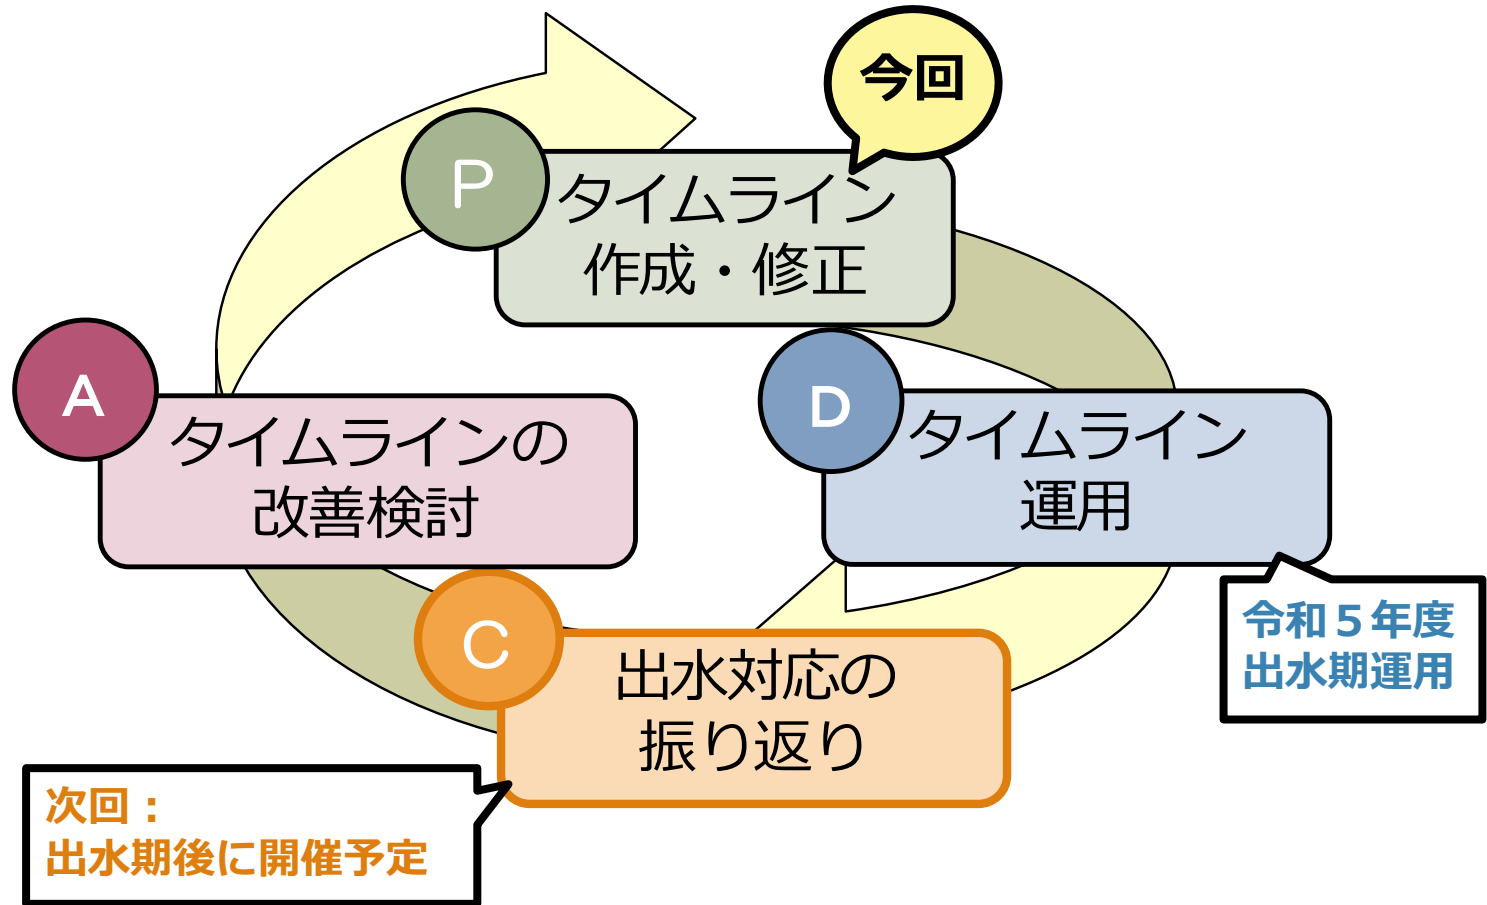 今回
P
タイムライン
作成・修正
D
タイムライン
運用
令和５年度
出水期運用
C
出水対応の
振り返り
次回：
出水期後に開催予定
A
タイムラインの
改善検討